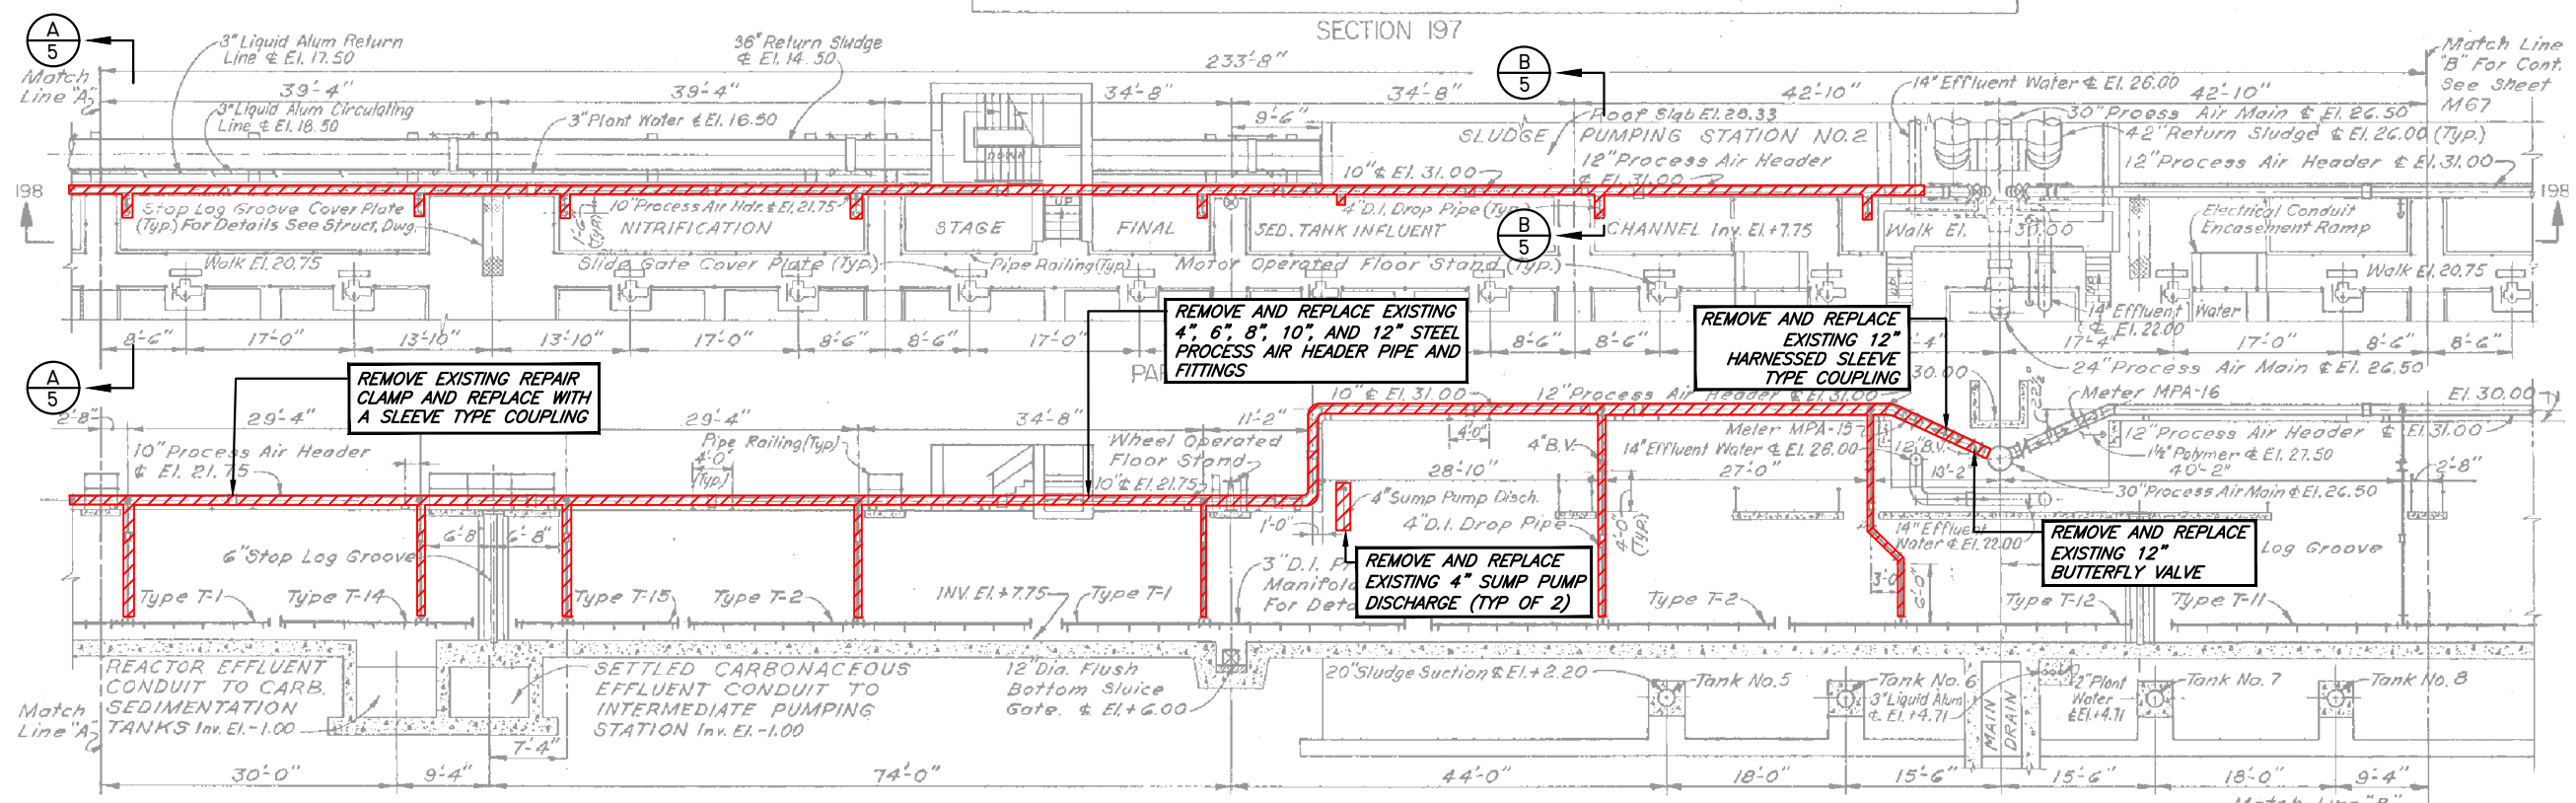 SECTION 197
A
5
3" Liquid Alum Return
Line ℄ El. 17.50
36" Return Sludge
℄ El. 14.50
233'-8"
B
5
Match Line
"B" For Cont.
See Sheet
M67
Match
Line "A"
39'-4"
39'-4"
34'-8"
34'-8"
42'-10"
42'-10"
14" Effluent Water ℄ El. 26.00
3" Liquid Alum Circulating
Line ℄ El. 18.50
3" Plant Water ℄ El. 16.50
9'-6"
Roof Slab El. 28.33
30" Process Air Main ℄ El. 26.50
SLUDGE PUMPING STATION NO. 2
42" Return Sludge ℄ El. 26.00 (Typ.)
DOWN
12" Process Air Header
℄ El. 31.00
12" Process Air Header ℄ El. 31.00
10" ℄ El. 31.00
198
198
Stop Log Groove Cover Plate
(Typ.) For Details See Struct. Dwg.
1'-6"
(Typ.)
10" Process Air Hdr. ℄ El. 21.75
NITRIFICATION
STAGE
UP
FINAL
4" D.I. Drop Pipe (Typ.)
SED. TANK INFLUENT
B
5
CHANNEL Inv. El. +7.75
Walk El. 30.00
Electrical Conduit
Encasement Ramp
Walk El. 20.75
Slide Gate Cover Plate (Typ.)
Pipe Railing (Typ.)
Motor Operated Floor Stand (Typ.)
Walk El. 20.75
14" Effluent Water
℄ El. 22.00
8'-6"
17'-0"
13'-10"
13'-10"
17'-0"
8'-6"
8'-6"
17'-0"
8'-6"
8'-6"
17'-4"
17'-0"
8'-6"
8'-6"
REMOVE AND REPLACE EXISTING
4", 6", 8", 10", AND 12" STEEL
PROCESS AIR HEADER PIPE AND
FITTINGS
REMOVE AND REPLACE
EXISTING 12"
HARNESSED SLEEVE
TYPE COUPLING
24" Process Air Main ℄ El. 26.50
A
5
REMOVE EXISTING REPAIR
CLAMP AND REPLACE WITH
A SLEEVE TYPE COUPLING
30.00
Meter MPA-16
El. 30.00
2'-8"
29'-4"
29'-4"
34'-8"
11'-2"
10" ℄ El. 31.00
12" Process Air Header ℄ El. 31.00
10" Process Air Header
℄ El. 21.75
Pipe Railing (Typ)
4'-0"
(Typ.)
Wheel Operated
Floor Stand
10" ℄ El. 21.75
4'-0"
4" B.V.
Meter MPA-15
14" Effluent Water ℄ El. 26.00
12" B.V.
12" Process Air Header ℄ El. 31.00
1½" Polymer ℄ El. 27.50
28'-10"
27'-0"
13'-2"
40'-2"
2'-8"
4" Sump Pump Disch.
4" D.I. Drop Pipe
4'-0"
(Typ.)
30" Process Air Main ℄ El. 26.50
1'-0"
6'-8"
6'-8"
6" Stop Log Groove
14" Effluent
Water ℄ El. 22.00
REMOVE AND REPLACE
EXISTING 12"
BUTTERFLY VALVE
Log Groove
REMOVE AND REPLACE
EXISTING 4" SUMP PUMP
DISCHARGE (TYP OF 2)
3" D.I.
Manifold
For
3'-0"
6'-0"
Type T-1
Type T-14
Type T-15
Type T-2
INV. El. +7.75
Type T-1
Type T-2
Type T-12
Type T-11
REACTOR EFFLUENT
CONDUIT TO CARB.
SEDIMENTATION
TANKS Inv. El. -1.00
SETTLED CARBONACEOUS
EFFLUENT CONDUIT TO
INTERMEDIATE PUMPING
STATION Inv. El. -1.00
12" Dia. Flush
Bottom Sluice
Gate. ℄ El. +6.00
20" Sludge Suction ℄ El. +2.20
Tank No. 5
Tank No. 6
3" Liquid Alum
℄ El. +4.71
MAIN
DRAIN
2" Plant
Water
℄ El. +4.71
Tank No. 7
Tank No. 8
Match
Line "A"
7'-4"
30'-0"
9'-4"
74'-0"
44'-0"
18'-0"
15'-6"
15'-6"
18'-0"
9'-4"
Match Line "B"